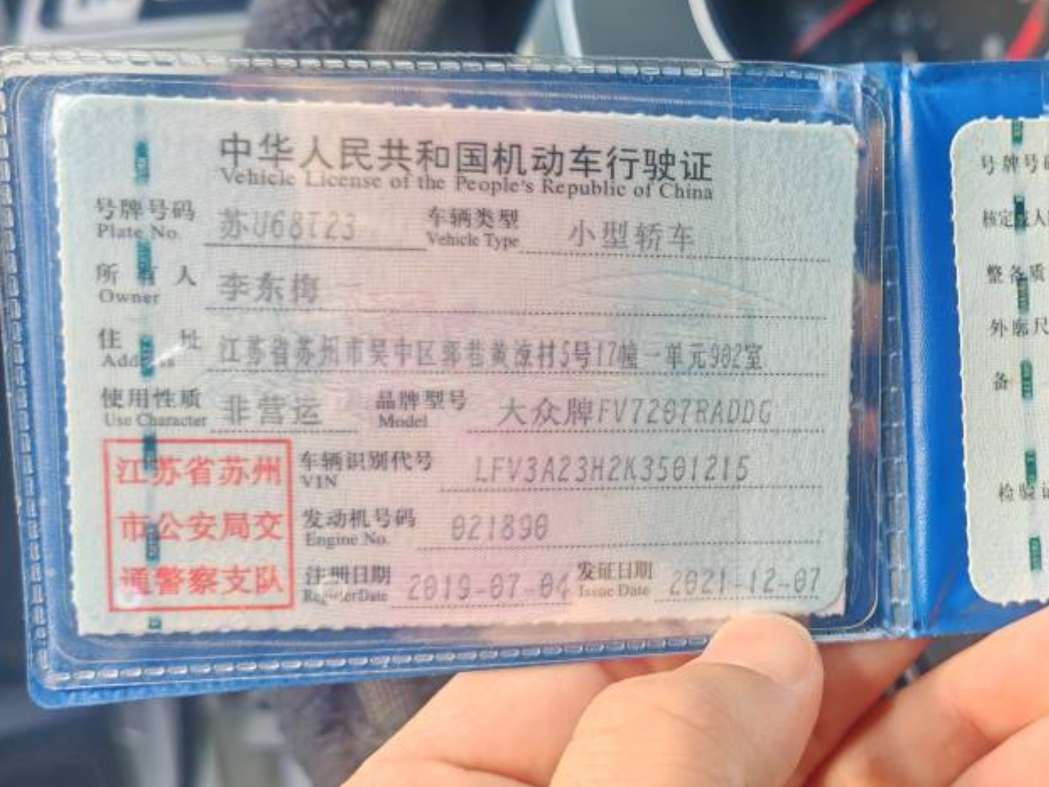 中华人民共和国机动车行驶证
Vehicle License of the People's Republic of China
号牌号码 苏U68T23 车辆类型 小型轿车
Plate No. Vehicle Type
所有人 李东梅
Owner
住址 江苏省苏州市吴中区郭巷黄潦村5号17幢一单元902室
Address
使用性质 非营运 品牌型号 大众牌FV7207RADDG
Use Character Model
江苏省苏州 车辆识别代号 LFV3A23H2K3501215
VIN
市公安局交 发动机号码 021890
Engine No.
通警察支队 注册日期 2019-07-04 发证日期 2021-12-07
Register Date Issue Date
号牌号码
核定载人
整备质
外廓尺
备
检验记